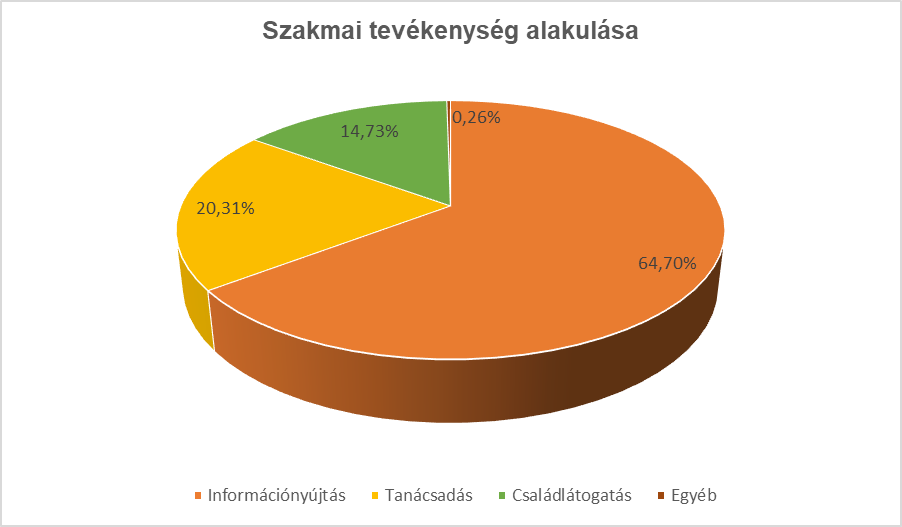 Szakmai tevékenység alakulása
0,26%
14,73%
20,31%
64,70%
Információnyújtás Tanácsadás Családlátogatás Egyéb